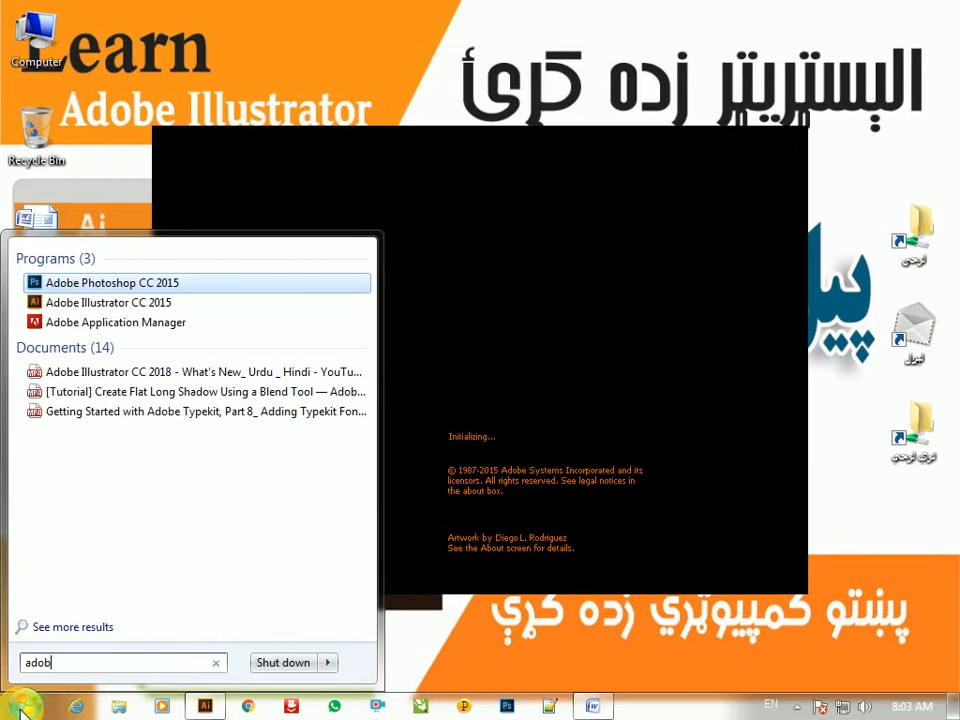 Learn
Computer
Adobe Illustrator
اليسټريټر زده کړئ
Recycle Bin
Ai
Programs (3)
Adobe Photoshop CC 2015
Adobe Illustrator CC 2015
Adobe Application Manager
Documents (14)
Adobe Illustrator CC 2018 - What's New_ Urdu _ Hindi - YouTu...
[Tutorial] Create Flat Long Shadow Using a Blend Tool — Adob...
Getting Started with Adobe Typekit, Part 8_ Adding Typekit Fon...
Initializing...
© 1987-2015 Adobe Systems Incorporated and its
licensors. All rights reserved. See legal notices in
the about box.
Artwork by Diego L. Rodriguez
See the About screen for details.
پښتو کمپيوټري زده کړې
See more results
adob
Shut down
EN
8:03 AM